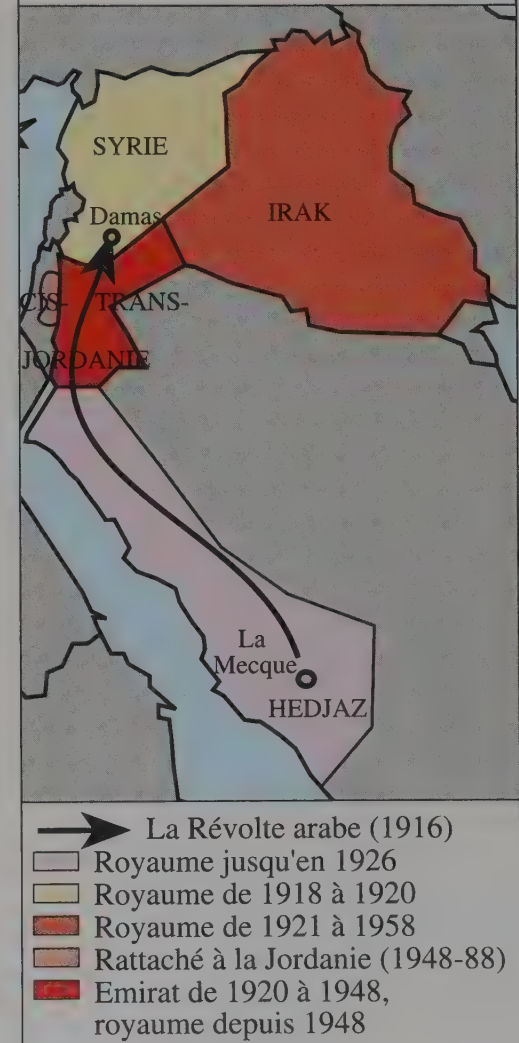 SYRIE
Damas
IRAK
CIS- TRANS-
JORDANIE
La
Mecque
HEDJAZ
La Révolte arabe (1916)
Royaume jusqu'en 1926
Royaume de 1918 à 1920
Royaume de 1921 à 1958
Rattaché à la Jordanie (1948-88)
Emirat de 1920 à 1948,
royaume depuis 1948